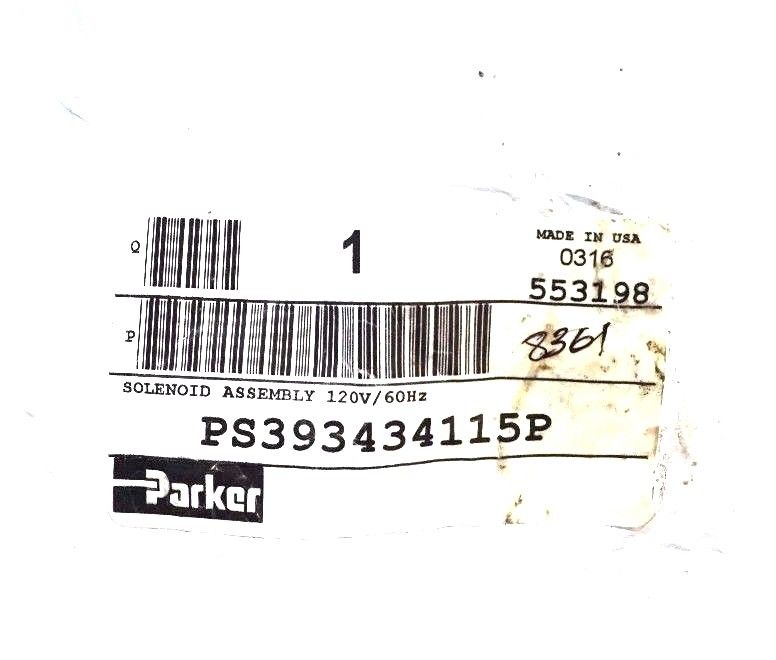 Q
1
MADE IN USA
0316
553198
P
8361
SOLENOID ASSEMBLY 120V/60Hz
PS393434115P
Parker